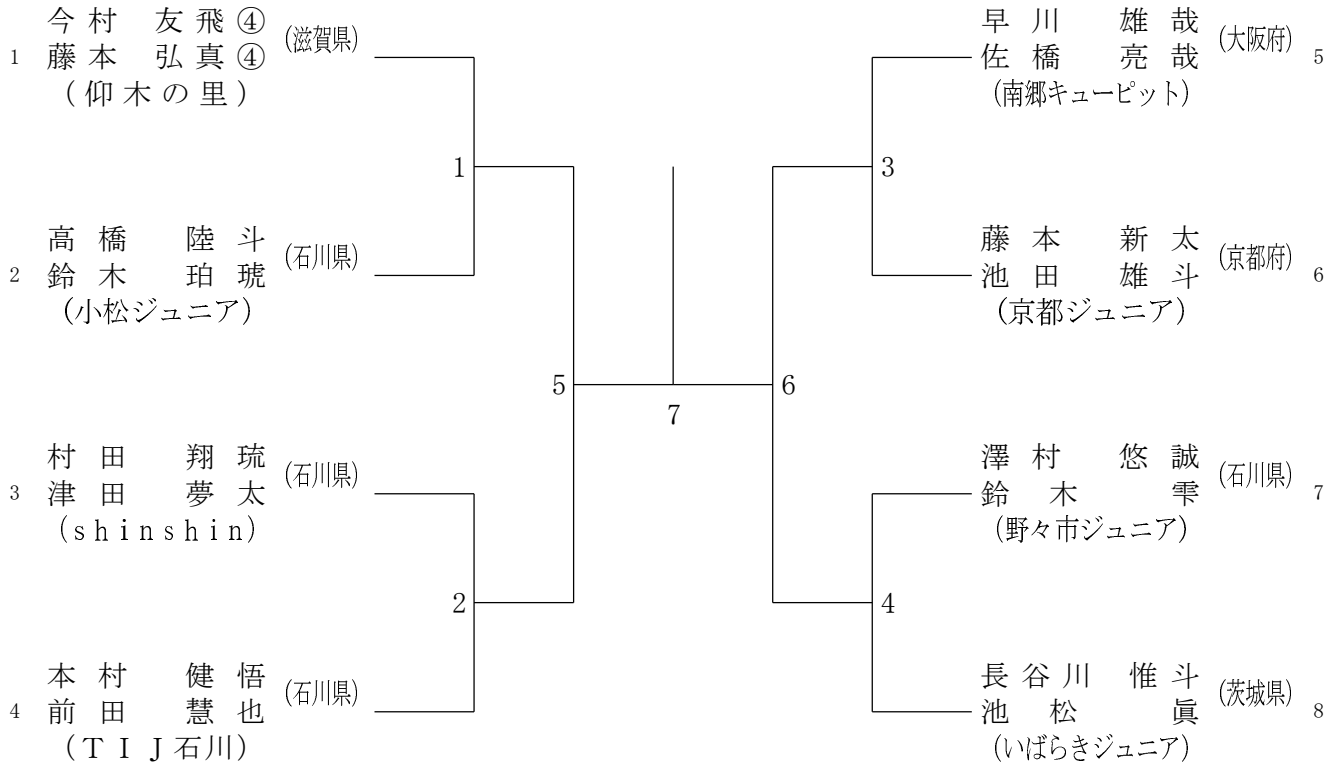 1 今村 友飛④ (滋賀県)
藤本 弘真④
(仰木の里)
2 高橋 陸斗 (石川県)
鈴木 珀琥
(小松ジュニア)
3 村田 翔琉 (石川県)
津田 夢太
(shinshin)
4 本村 健悟 (石川県)
前田 慧也
(TIJ石川)
1
2
5
7
6
3
4
早川 雄哉 (大阪府) 5
佐橋 亮哉
(南郷キューピット)
藤本 新太 (京都府) 6
池田 雄斗
(京都ジュニア)
澤村 悠誠 (石川県) 7
鈴木 雫
(野々市ジュニア)
長谷川 惟斗 (茨城県) 8
池松 眞
(いばらきジュニア)